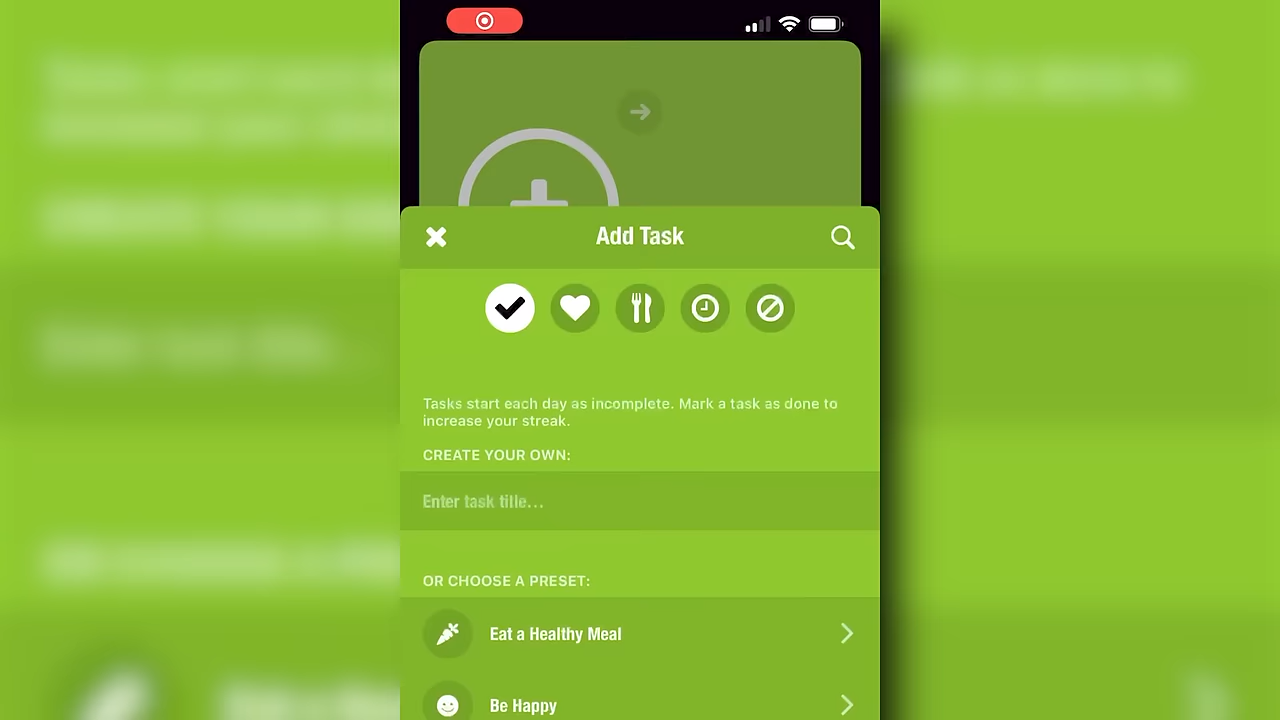 Add Task
Tasks start each day as incomplete. Mark a task as done to
increase your streak.
CREATE YOUR OWN:
Enter task title...
OR CHOOSE A PRESET:
Eat a Healthy Meal
Be Happy